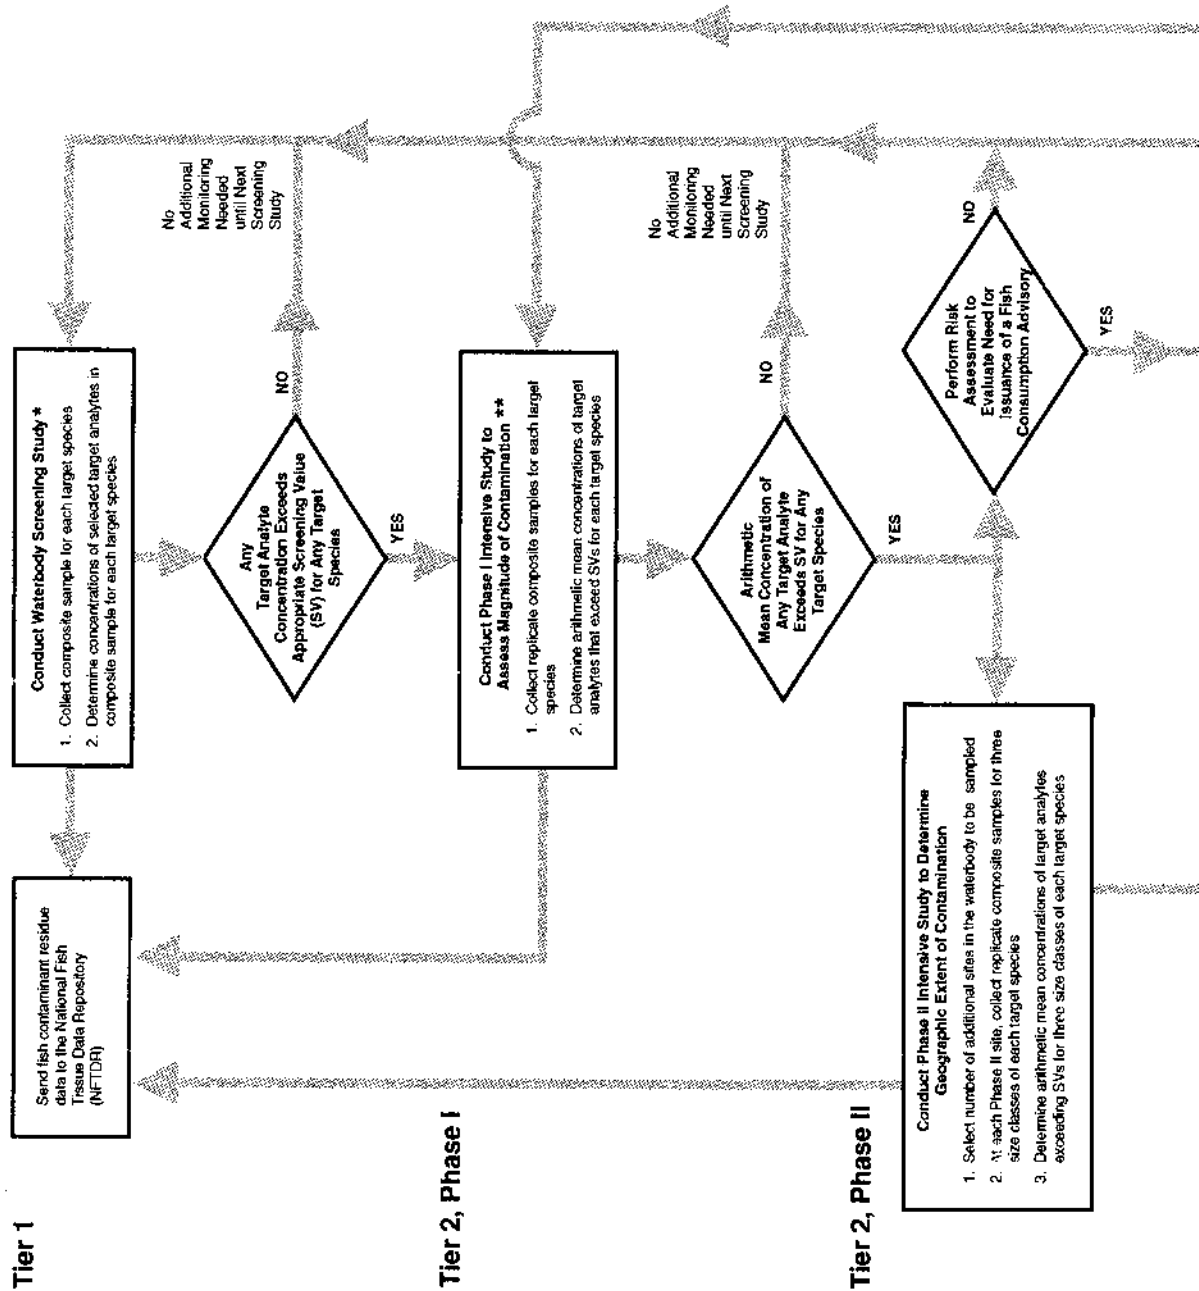 Tier 1
Send fish contaminant residue
data to the National Fish
Tissue Data Repository
(NFTDR)
Conduct Waterbody Screening Study *
1. Collect composite sample for each target species
2. Determine concentrations of selected target analytes in
composite sample for each target species
Any
Target Analyte
Concentration Exceeds
Appropriate Screening Value
(SV) for Any Target
Species
NO
No
Additional
Monitoring
Needed
until Next
Screening
Study
YES
Tier 2, Phase I
Conduct Phase I Intensive Study to
Assess Magnitude of Contamination **
1. Collect replicate composite samples for each target
species
2. Determine arithmetic mean concentrations of target
analytes that exceed SVs for each target species
Arithmetic
Mean Concentration of
Any Target Analyte
Exceeds SV for Any
Target Species
NO
No
Additional
Monitoring
Needed
until Next
Screening
Study
YES
Tier 2, Phase II
Conduct Phase II Intensive Study to Determine
Geographic Extent of Contamination
1. Select number of additional sites in the waterbody to be sampled
2. At each Phase II site, collect replicate composite samples for three
size classes of each target species
3. Determine arithmetic mean concentrations of target analytes
exceeding SVs for three size classes of each target species
Perform Risk
Assessment to
Evaluate Need for
Issuance of a Fish
Consumption Advisory
NO
YES